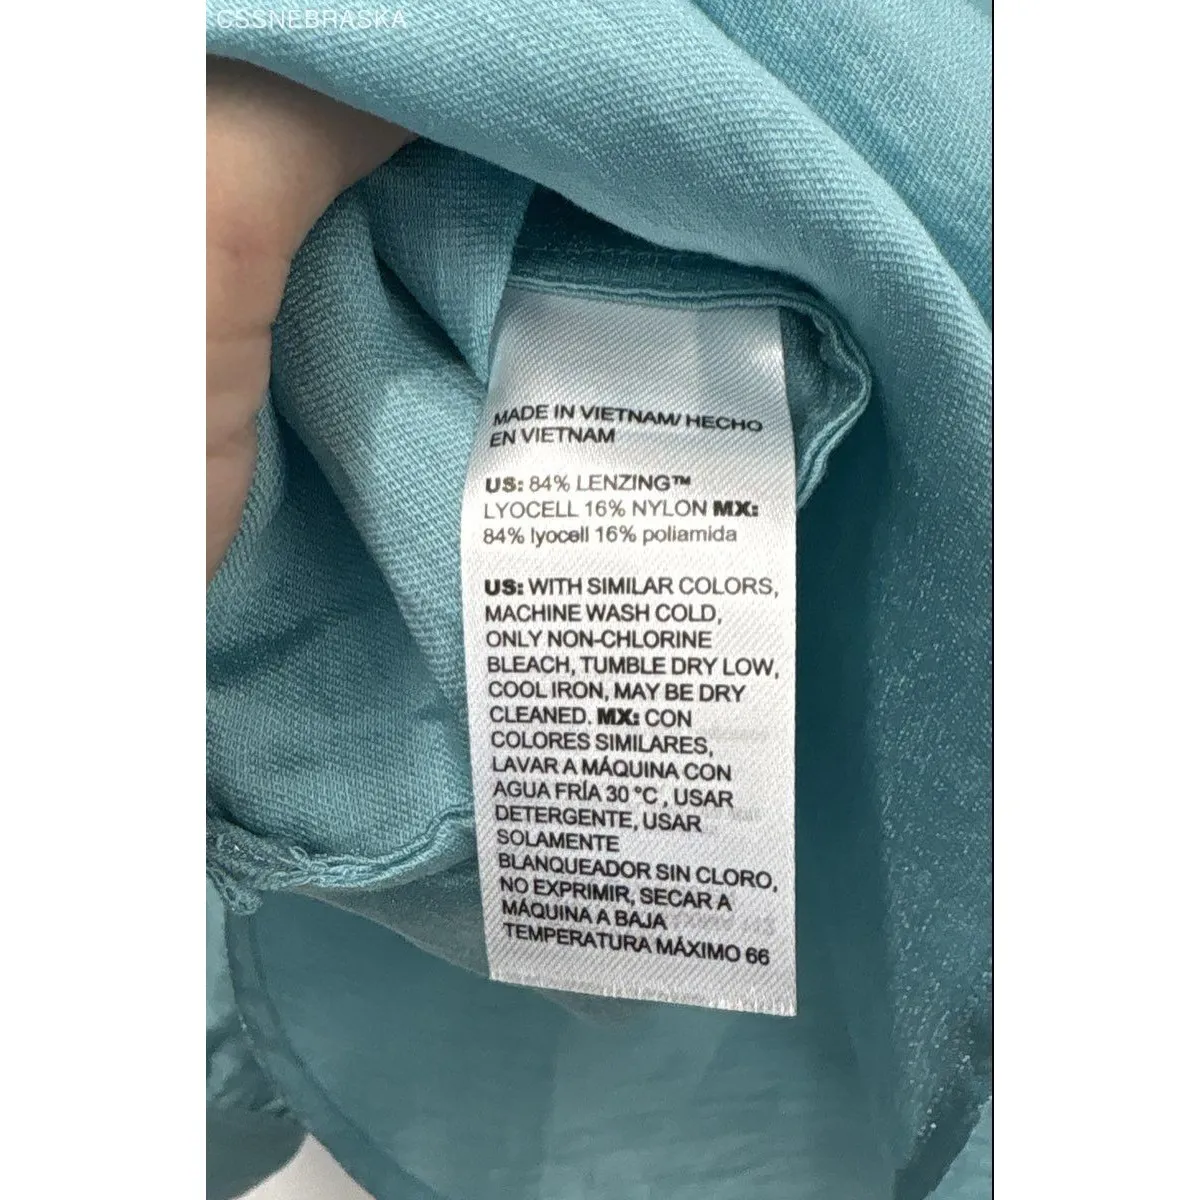 CSSNEBRASKA
MADE IN VIETNAM/ HECHO
EN VIETNAM
US: 84% LENZING™
LYOCELL 16% NYLON MX:
84% lyocell 16% poliamida
US: WITH SIMILAR COLORS,
MACHINE WASH COLD,
ONLY NON-CHLORINE
BLEACH, TUMBLE DRY LOW,
COOL IRON, MAY BE DRY
CLEANED. MX: CON
COLORES SIMILARES,
LAVAR A MÁQUINA CON
AGUA FRÍA 30 °C , USAR
DETERGENTE, USAR
SOLAMENTE
BLANQUEADOR SIN CLORO,
NO EXPRIMIR, SECAR A
MÁQUINA A BAJA
TEMPERATURA MÁXIMO 66